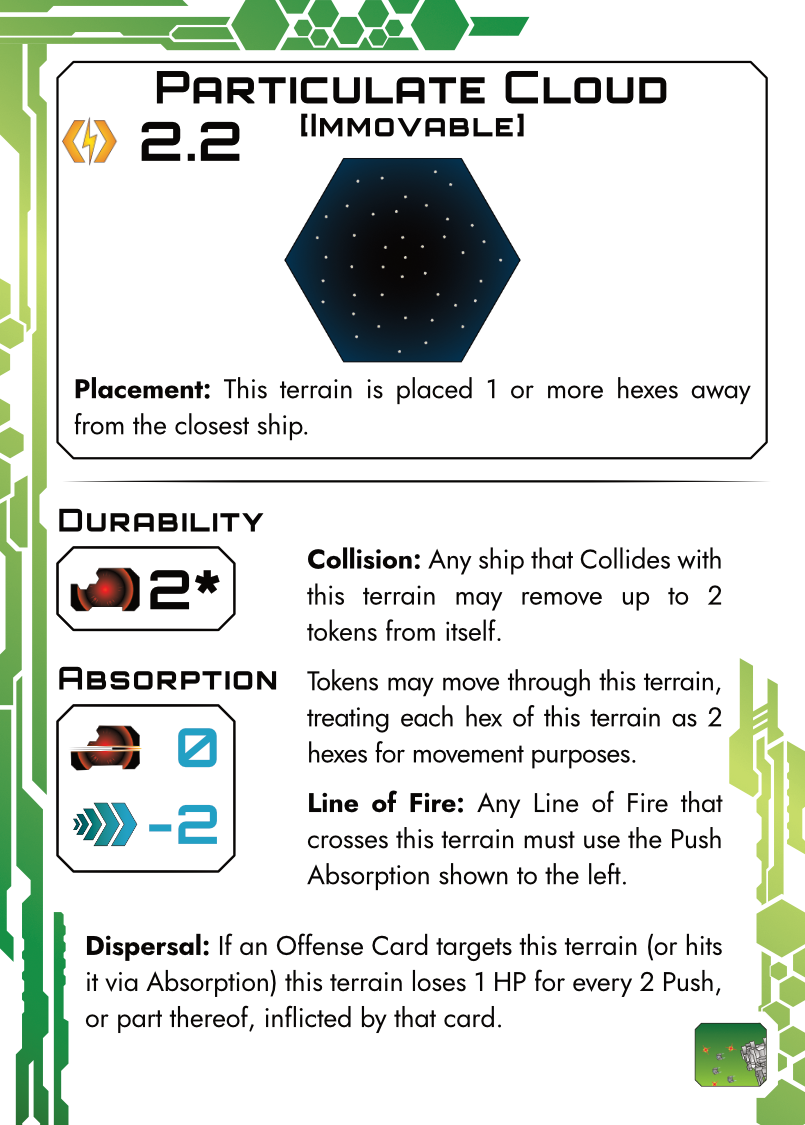 Particulate Cloud
2.2 [Immovable]
Placement: This terrain is placed 1 or more hexes away
from the closest ship.
Durability
2*
Absorption
0
-2
Collision: Any ship that Collides with
this terrain may remove up to 2
tokens from itself.
Tokens may move through this terrain,
treating each hex of this terrain as 2
hexes for movement purposes.
Line of Fire: Any Line of Fire that
crosses this terrain must use the Push
Absorption shown to the left.
Dispersal: If an Offense Card targets this terrain (or hits
it via Absorption) this terrain loses 1 HP for every 2 Push,
or part thereof, inflicted by that card.